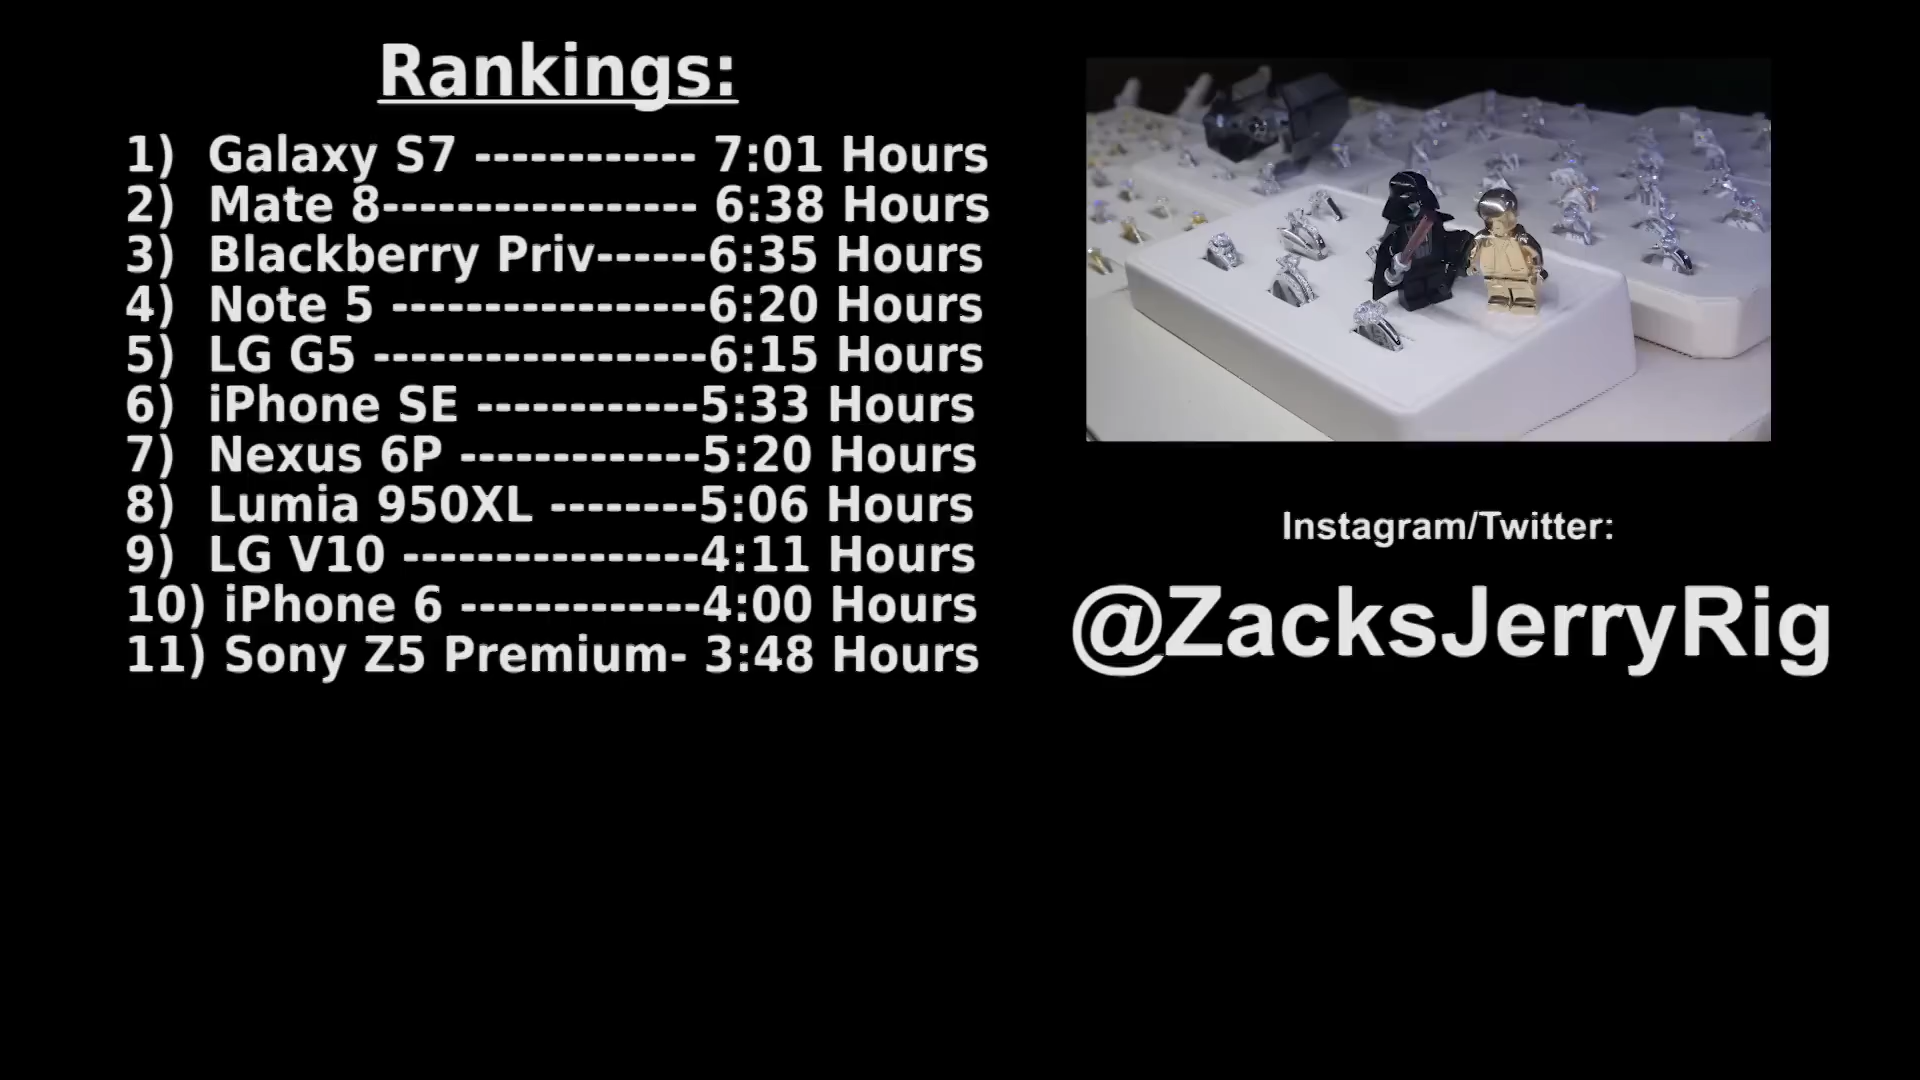 Rankings:
1) Galaxy S7 ------------ 7:01 Hours
2) Mate 8----------------- 6:38 Hours
3) Blackberry Priv------6:35 Hours
4) Note 5 -----------------6:20 Hours
5) LG G5 ------------------6:15 Hours
6) iPhone SE ------------5:33 Hours
7) Nexus 6P -------------5:20 Hours
8) Lumia 950XL --------5:06 Hours
9) LG V10 ----------------4:11 Hours
10) iPhone 6 -------------4:00 Hours
11) Sony Z5 Premium- 3:48 Hours
Instagram/Twitter:
@ZacksJerryRig